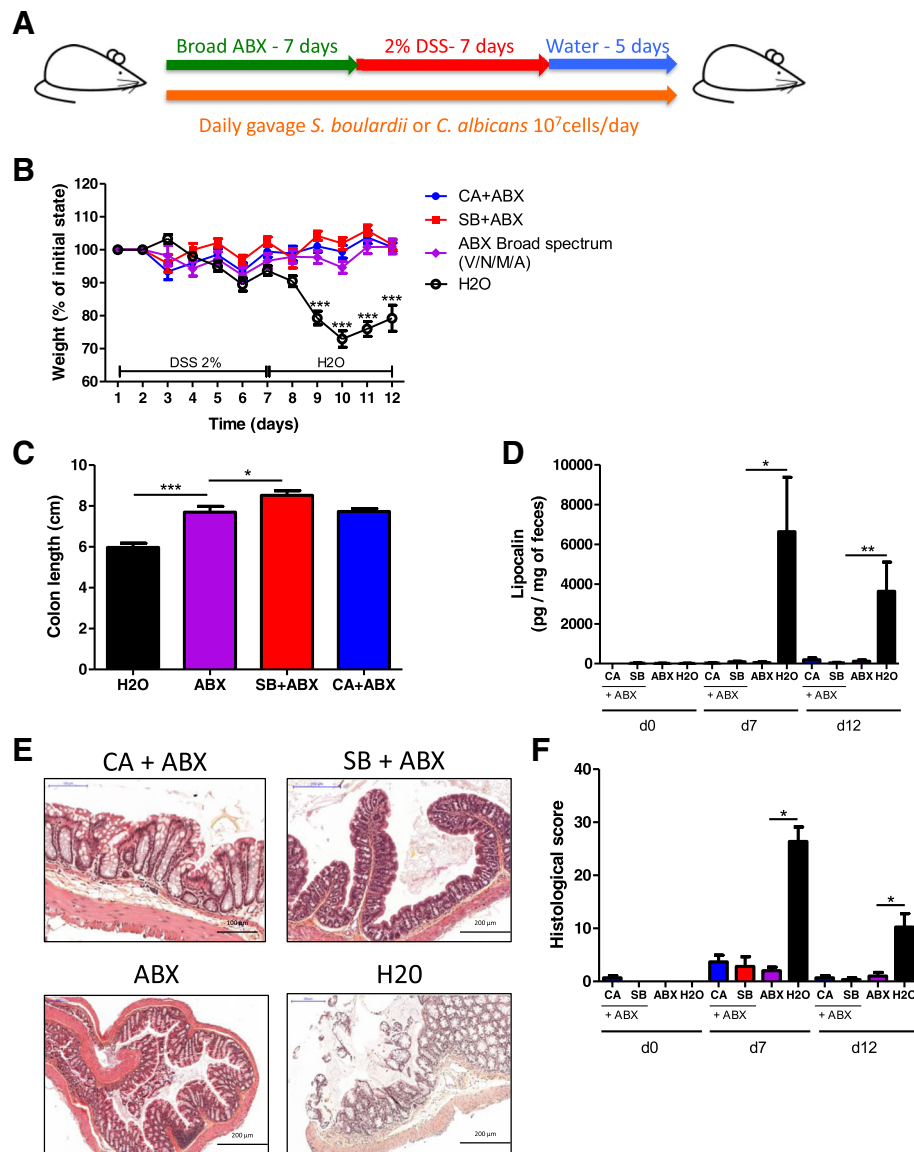 A
Broad ABX - 7 days 2% DSS- 7 days Water - 5 days
Daily gavage S. boulardii or C. albicans 10⁷cells/day
B
Weight (% of initial state)
120
110
100
90
80
70
60
*** *** *** ***
DSS 2% H2O
1 2 3 4 5 6 7 8 9 10 11 12
Time (days)
CA+ABX
SB+ABX
ABX Broad spectrum
(V/N/M/A)
H2O
C
Colon length (cm)
10
8
6
4
2
0
*** *
H2O ABX SB+ABX CA+ABX
D
Lipocalin
(pg / mg of feces)
10000
8000
6000
4000
2000
0
* **
CA SB ABX H2O CA SB ABX H2O CA SB ABX H2O
+ ABX + ABX + ABX
d0 d7 d12
E
CA + ABX SB + ABX
100 µm 200 µm
ABX H20
200 µm 200 µm
F
Histological score
40
30
20
10
0
* *
CA SB ABX H2O CA SB ABX H2O CA SB ABX H2O
+ ABX + ABX + ABX
d0 d7 d12